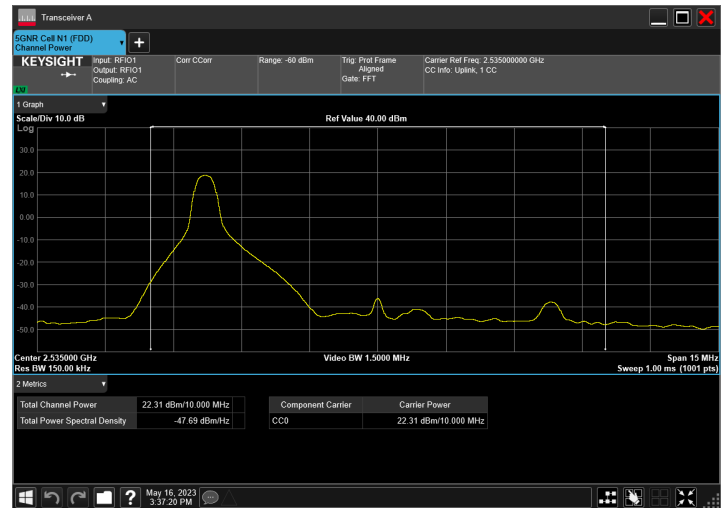 Transceiver A
5GNR Cell N1 (FDD)
Channel Power
KEYSIGHT
LXI
Input: RFIO1
Output: RFIO1
Coupling: AC
Corr CCorr
Range: -60 dBm
Trig: Prot Frame
Aligned
Gate: FFT
Carrier Ref Freq: 2.535000000 GHz
CC Info: Uplink, 1 CC
1 Graph
Scale/Div 10.0 dB
Ref Value 40.00 dBm
Log
30.0
20.0
10.0
0.00
-10.0
-20.0
-30.0
-40.0
-50.0
Center 2.535000 GHz
Res BW 150.00 kHz
Video BW 1.5000 MHz
Span 15 MHz
Sweep 1.00 ms (1001 pts)
2 Metrics
Total Channel Power 22.31 dBm/10.000 MHz
Total Power Spectral Density -47.69 dBm/Hz
Component Carrier Carrier Power
CC0 22.31 dBm/10.000 MHz
?
May 16, 2023
3:37:20 PM